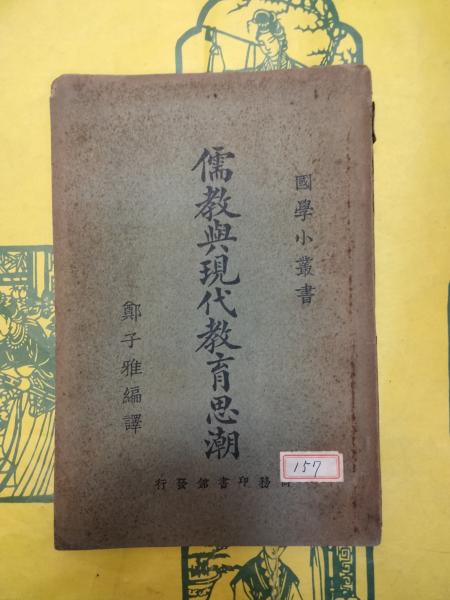 國學小叢書
儒教與現代教育思潮
鄭子雅編譯
商務印書館發行
157